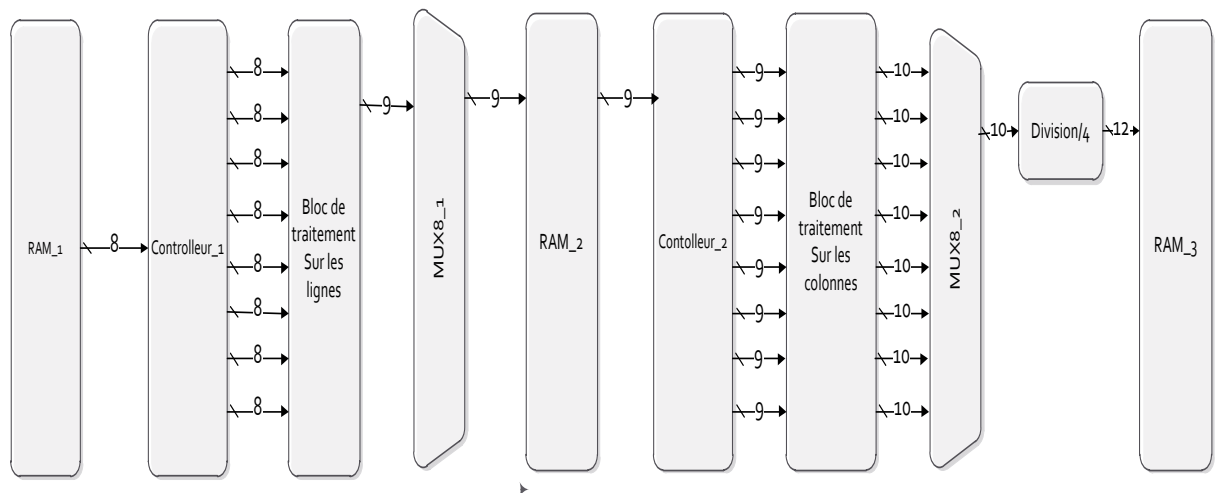 RAM_1
8
Controlleur_1
8
8
8
8
8
8
8
8
Bloc de
traitement
Sur les
lignes
9
MUX8_1
9
RAM_2
9
Contolleur_2
9
9
9
9
9
9
9
9
Bloc de
traitement
Sur les
colonnes
10
10
10
10
10
10
10
10
MUX8_2
10
Division/4
12
RAM_3